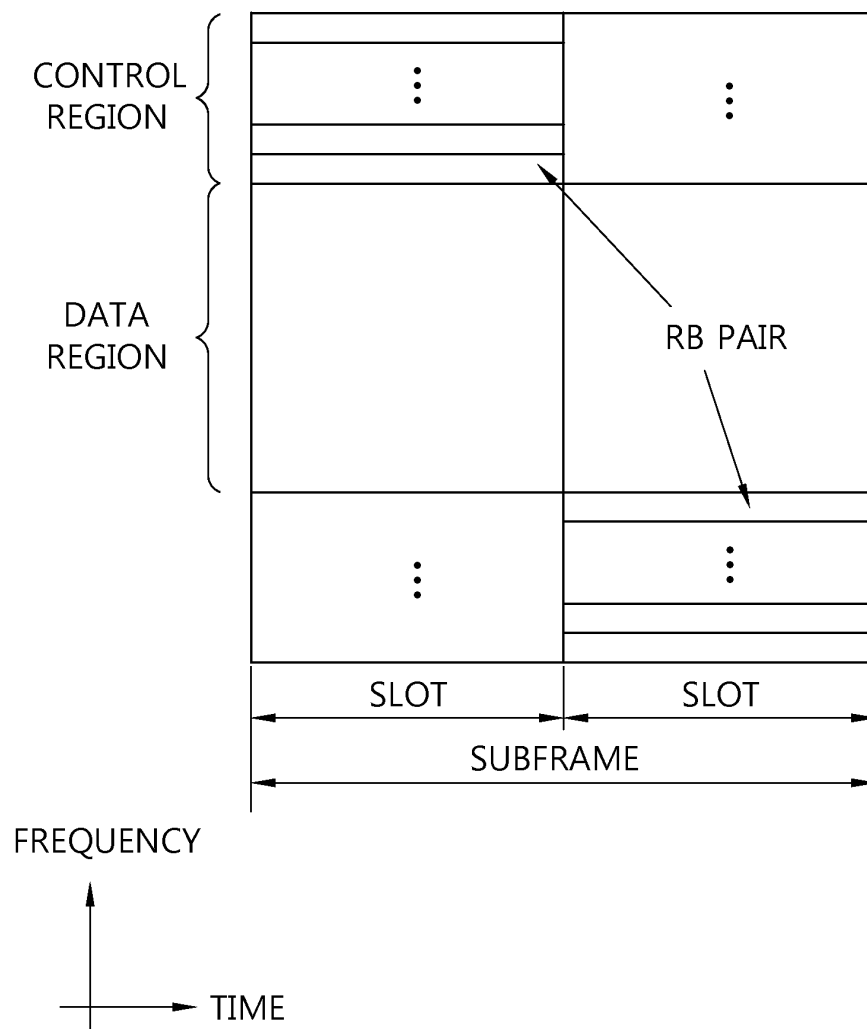 CONTROL
REGION
DATA
REGION
RB PAIR
SLOT
SLOT
SUBFRAME
FREQUENCY
TIME